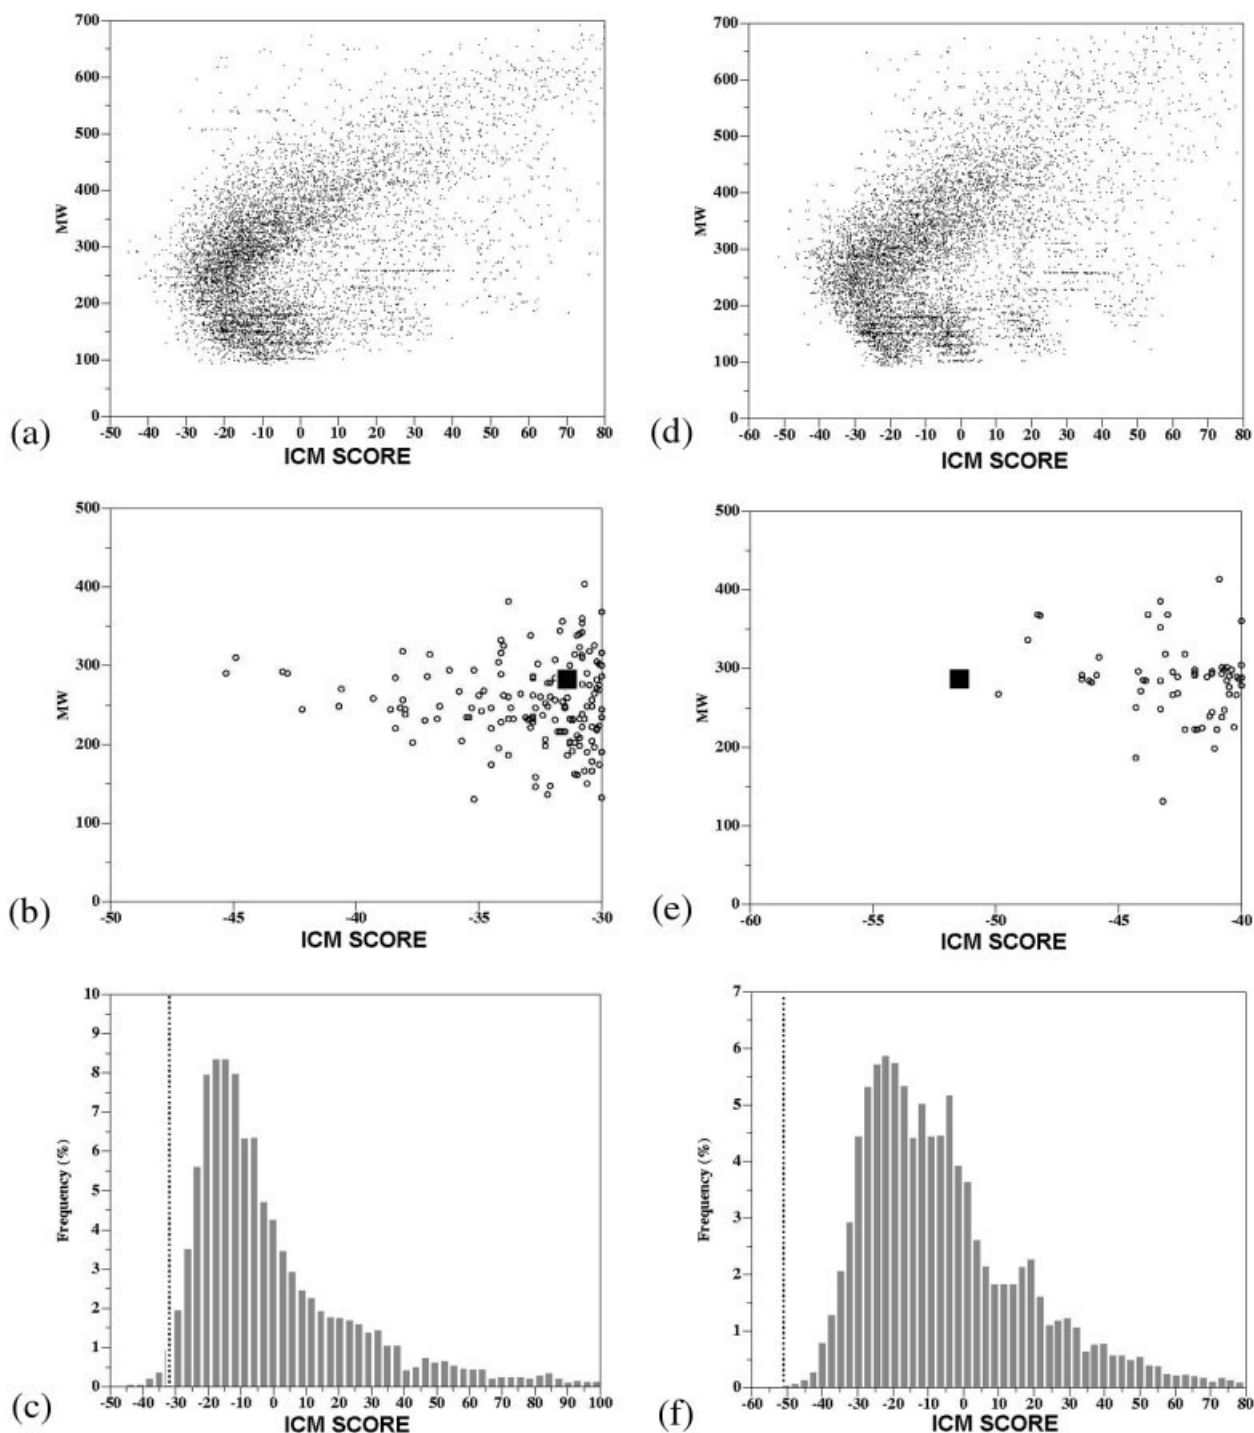 700
600
500
400
300
200
100
0
MW
-50 -40 -30 -20 -10 0 10 20 30 40 50 60 70 80
ICM SCORE
(a)
700
600
500
400
300
200
100
0
MW
-60 -50 -40 -30 -20 -10 0 10 20 30 40 50 60 70 80
ICM SCORE
(d)
500
400
300
200
100
0
MW
-50 -45 -40 -35 -30
ICM SCORE
(b)
500
400
300
200
100
0
MW
-60 -55 -50 -45 -40
ICM SCORE
(e)
10
9
8
7
6
5
4
3
2
1
0
Frequency (%)
-50 -40 -30 -20 -10 0 10 20 30 40 50 60 70 80 90 100
ICM SCORE
(c)
7
6
5
4
3
2
1
0
Frequency (%)
-60 -50 -40 -30 -20 -10 0 10 20 30 40 50 60 70 80
ICM SCORE
(f)